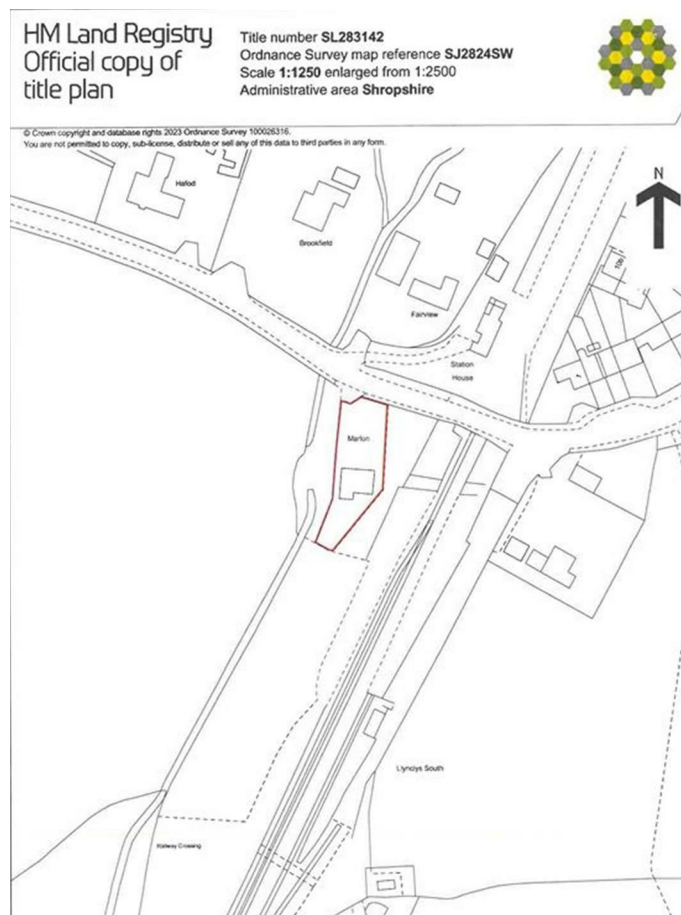 HM Land Registry
Official copy of
title plan
Title number SL283142
Ordnance Survey map reference SJ2824SW
Scale 1:1250 enlarged from 1:2500
Administrative area Shropshire
© Crown copyright and database rights 2023 Ordnance Survey 100026316.
You are not permitted to copy, sub-license, distribute or sell any of this data to third parties in any form.
N
Hafod
Brookfield
Fairview
Station
House
Marlon
Llynclys South
Railway Crossing